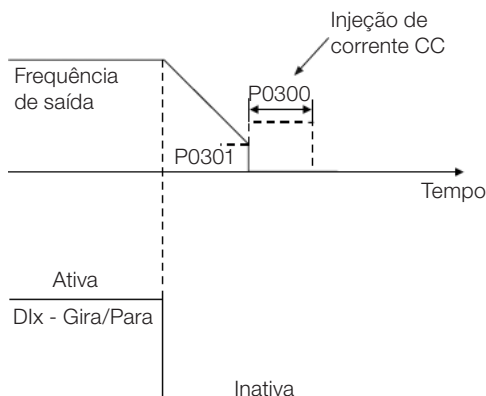 Injeção de
corrente CC
Frequência
de saída
P0300
P0301
Tempo
Ativa
DIx - Gira/Para
Inativa